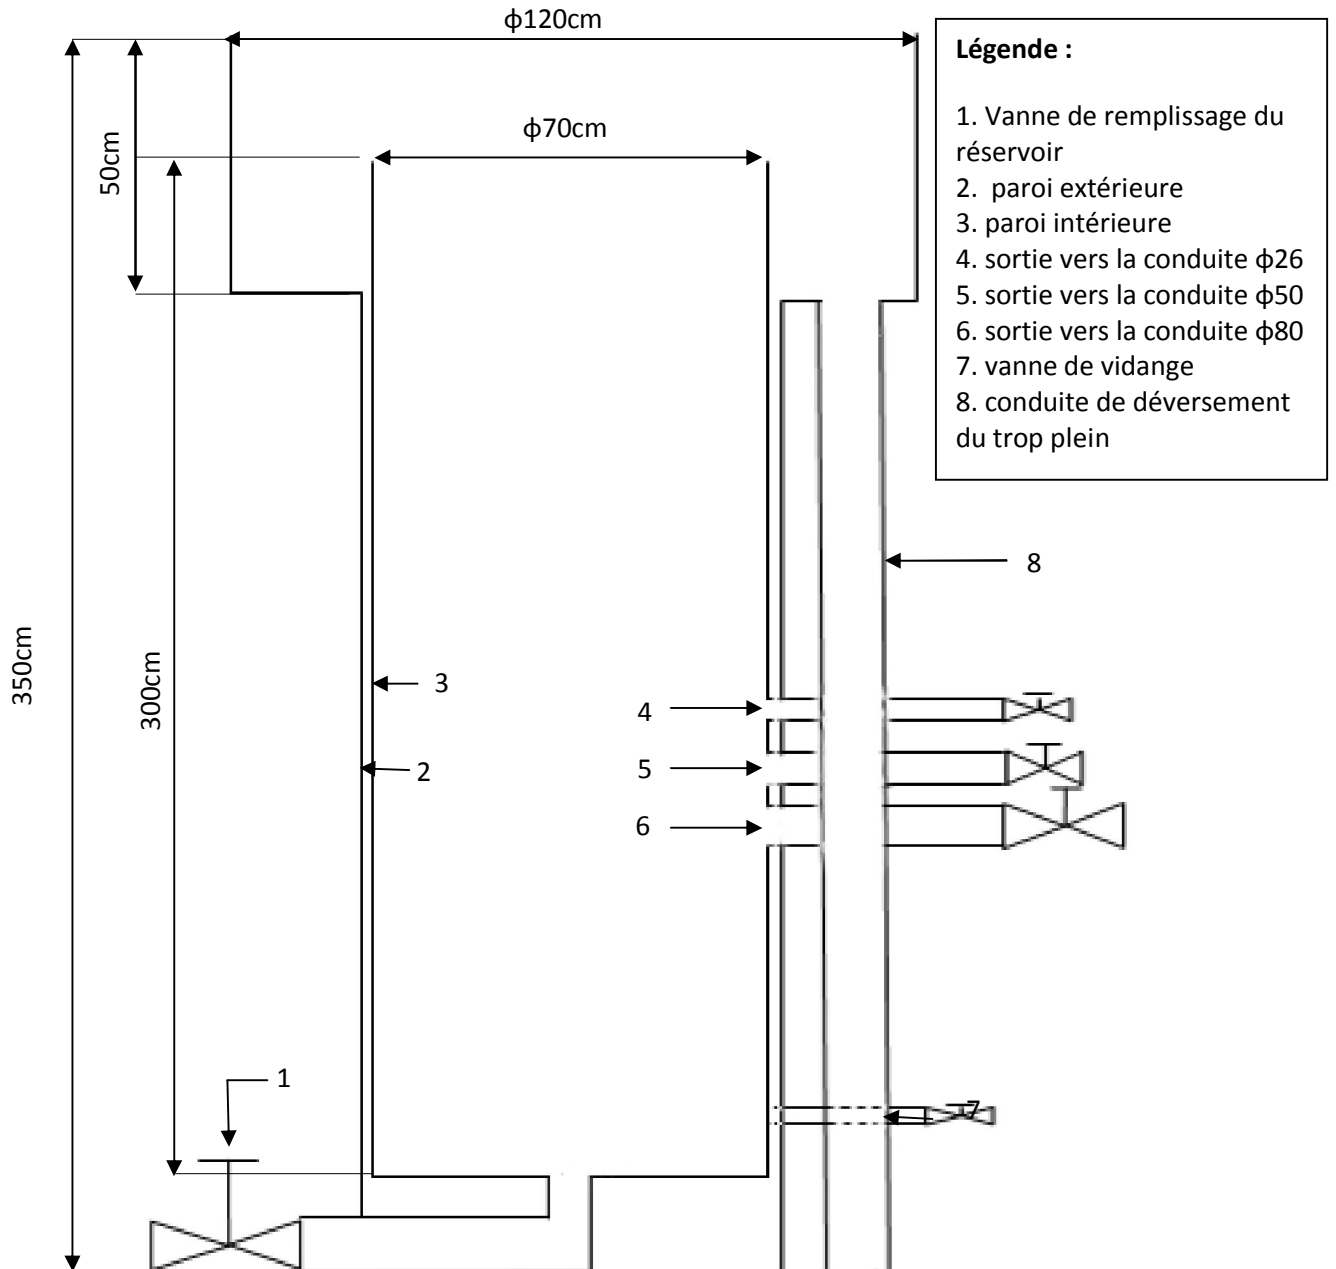 φ120cm
φ70cm
50cm
350cm
300cm
Légende :
1. Vanne de remplissage du
réservoir
2. paroi extérieure
3. paroi intérieure
4. sortie vers la conduite φ26
5. sortie vers la conduite φ50
6. sortie vers la conduite φ80
7. vanne de vidange
8. conduite de déversement
du trop plein
8
3
4
2
5
6
1
7